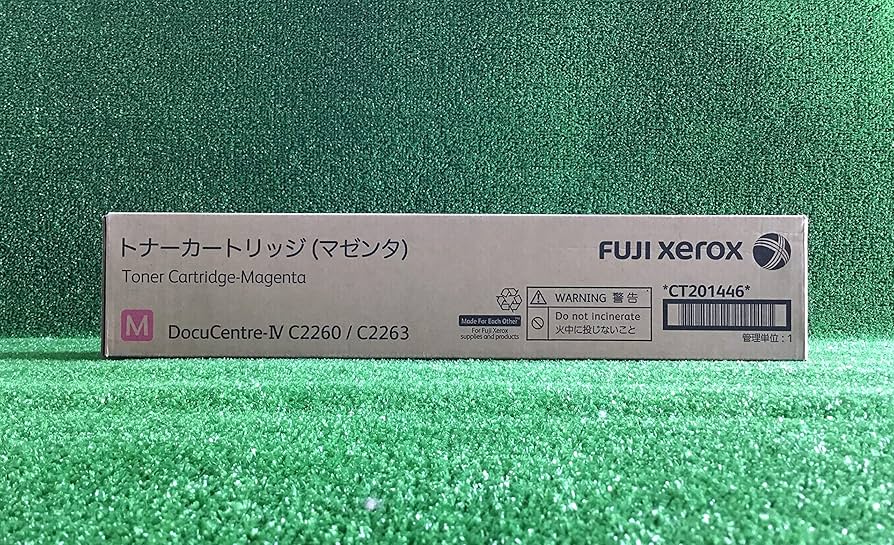 トナーカートリッジ(マゼンタ)
Toner Cartridge-Magenta
M
DocuCentre-Ⅳ C2260 / C2263
FUJI xerox
Made For Each Other
For Fuji Xerox
supplies and products
WARNING 警告
Do not incinerate
火中に投じないこと
*CT201446*
管理単位:1